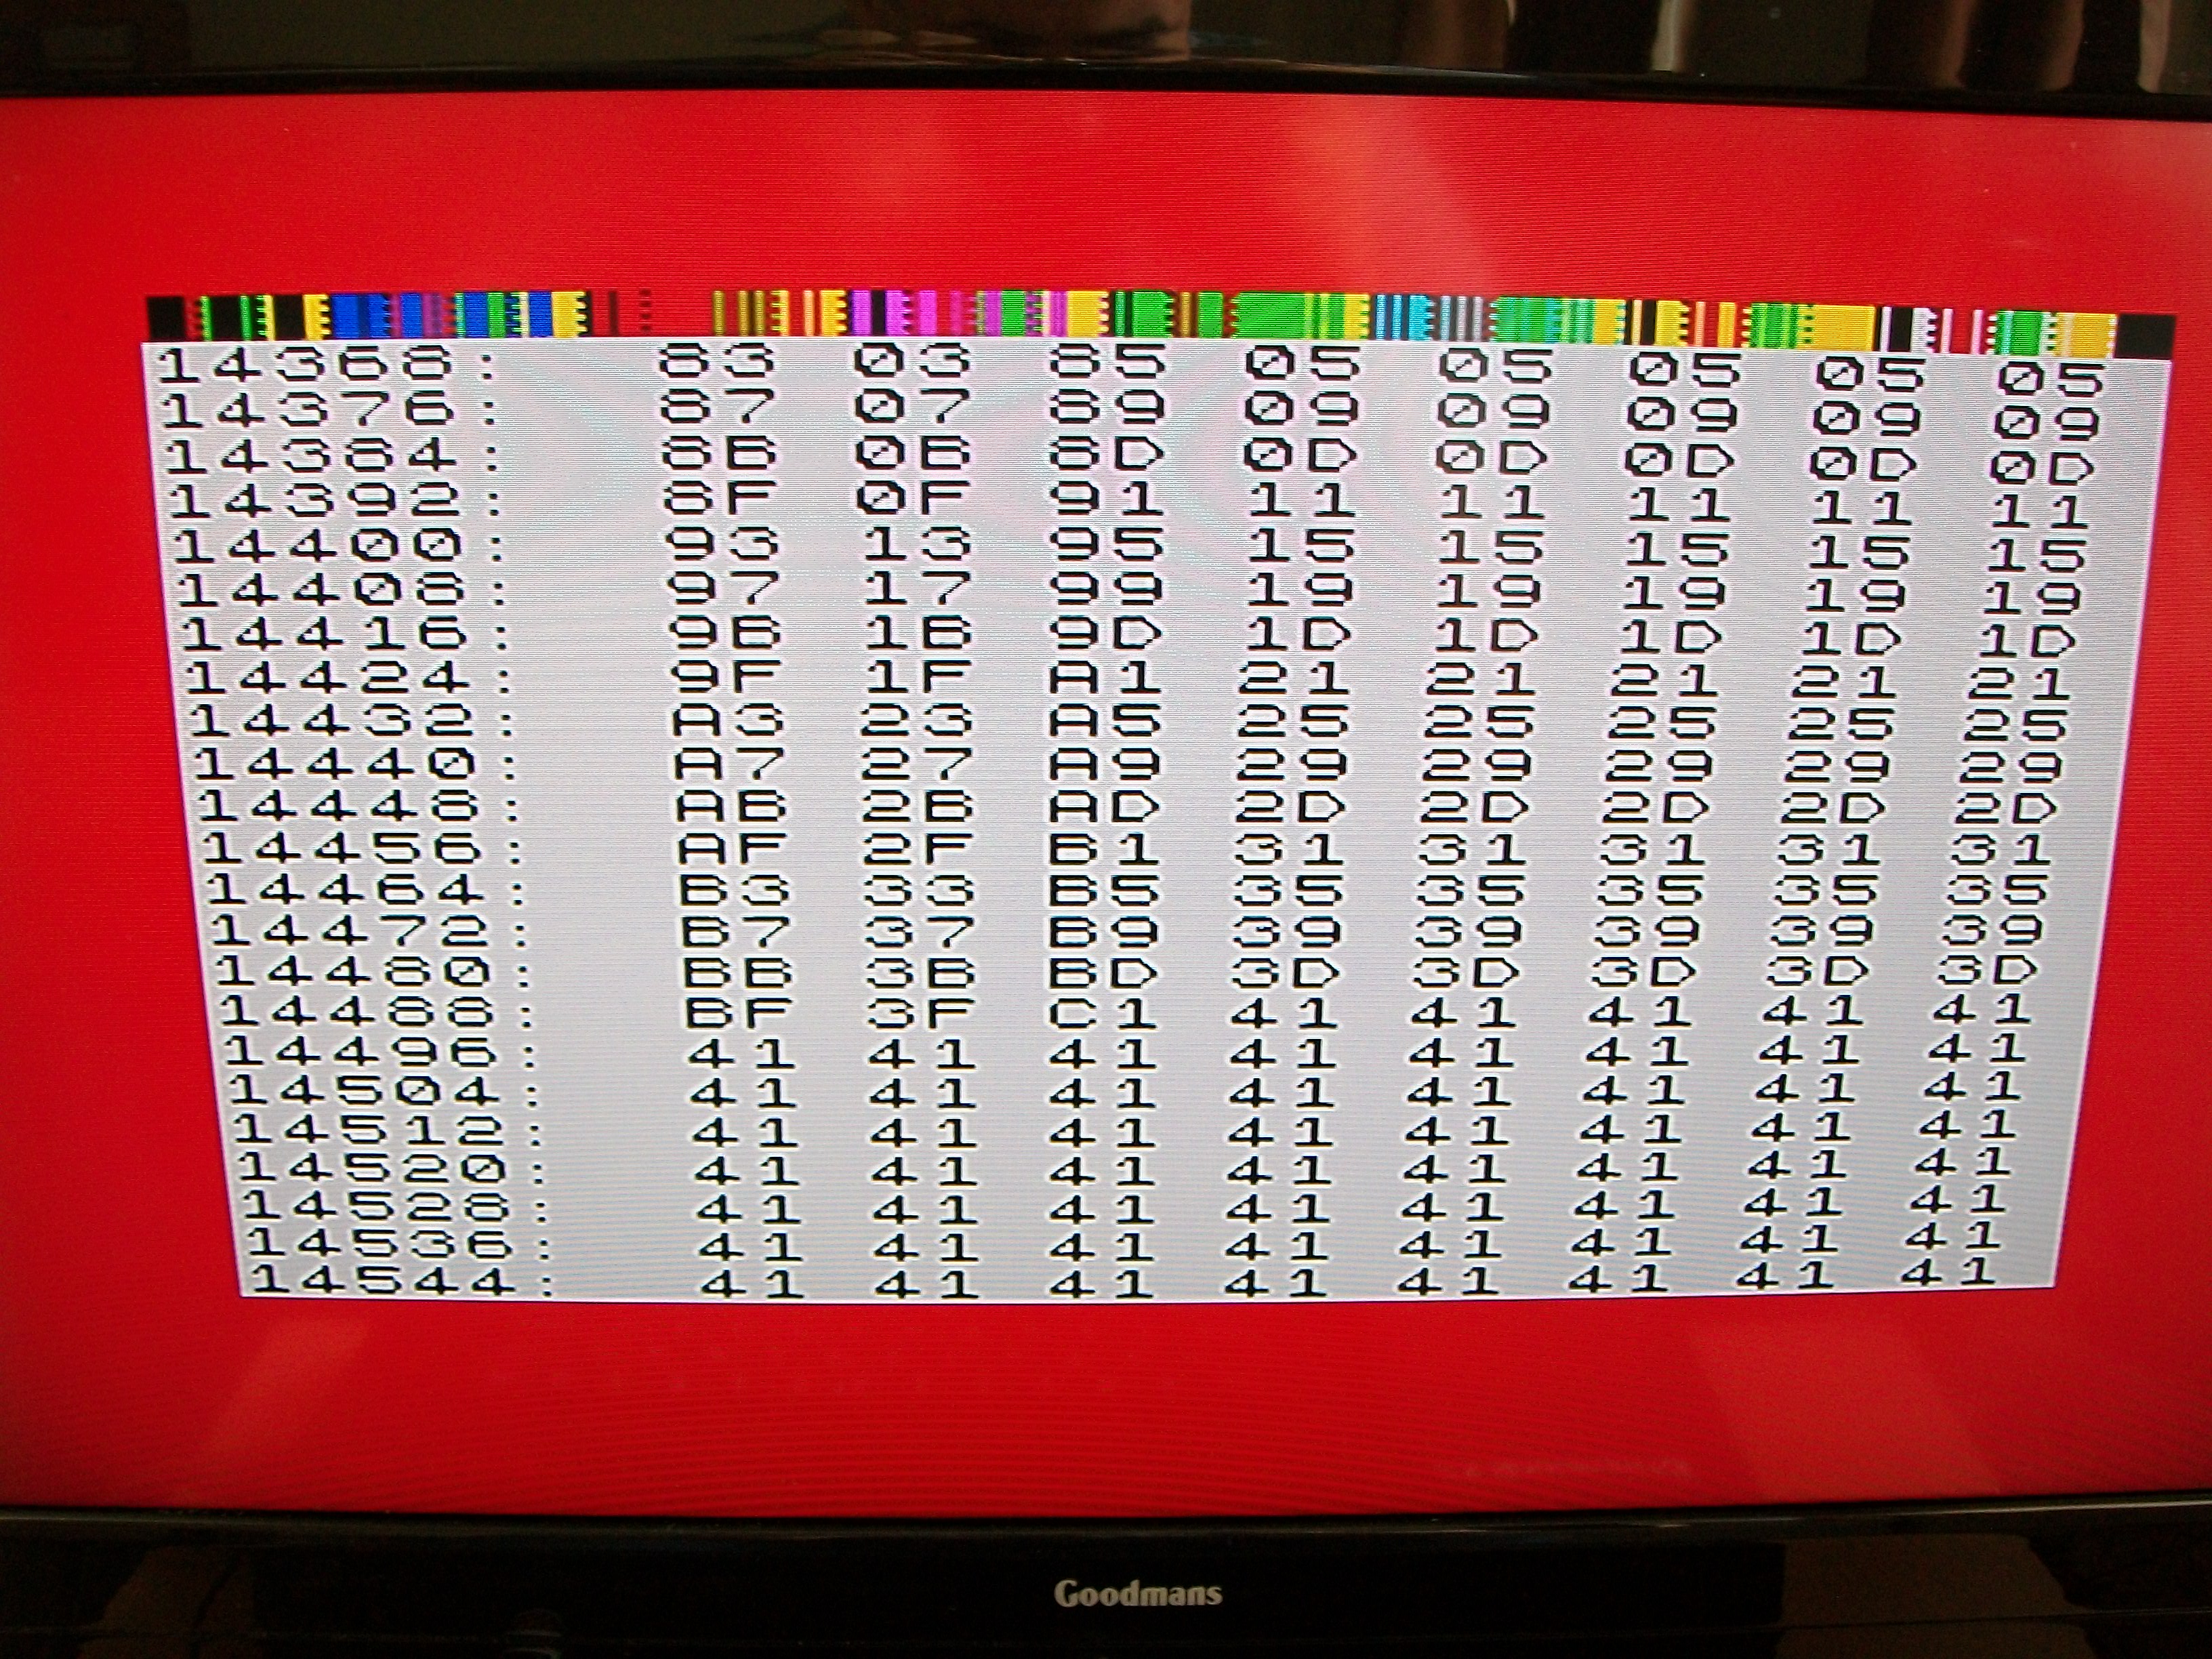 14368: 83 03 85 05 05 05 05 05
14376: 87 07 89 09 09 09 09 09
14384: 8B 0B 8D 0D 0D 0D 0D 0D
14392: 8F 0F 91 11 11 11 11 11
14400: 93 13 95 15 15 15 15 15
14408: 97 17 99 19 19 19 19 19
14416: 9B 1B 9D 1D 1D 1D 1D 1D
14424: 9F 1F A1 21 21 21 21 21
14432: A3 23 A5 25 25 25 25 25
14440: A7 27 A9 29 29 29 29 29
14448: AB 2B AD 2D 2D 2D 2D 2D
14456: AF 2F B1 31 31 31 31 31
14464: B3 33 B5 35 35 35 35 35
14472: B7 37 B9 39 39 39 39 39
14480: BB 3B BD 3D 3D 3D 3D 3D
14488: BF 3F C1 41 41 41 41 41
14496: 41 41 41 41 41 41 41 41
14504: 41 41 41 41 41 41 41 41
14512: 41 41 41 41 41 41 41 41
14520: 41 41 41 41 41 41 41 41
14528: 41 41 41 41 41 41 41 41
14536: 41 41 41 41 41 41 41 41
14544: 41 41 41 41 41 41 41 41
Goodmans